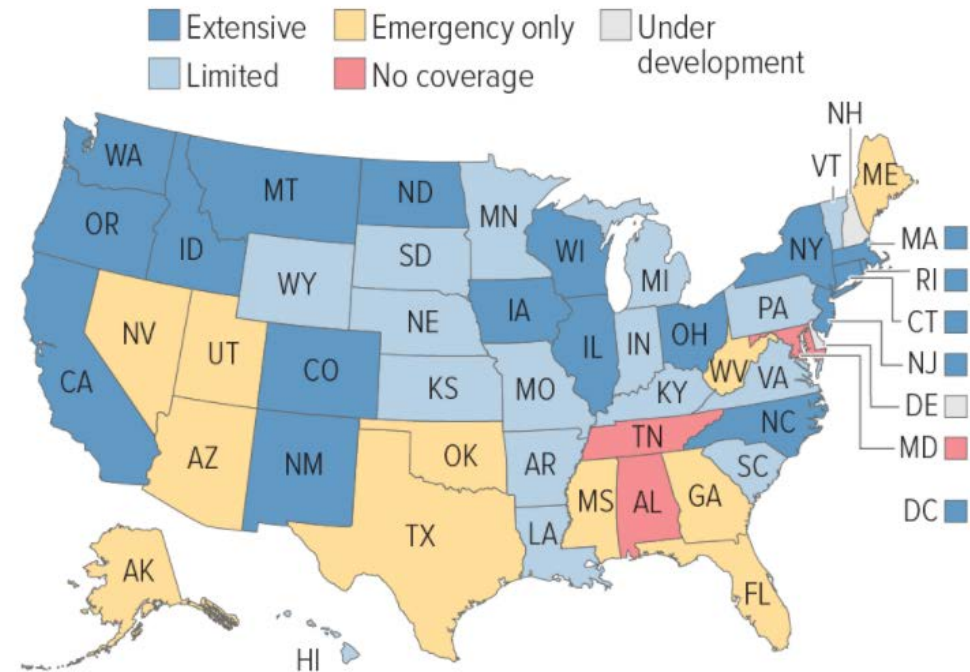 Extensive
Emergency only
Under
development
Limited
No coverage
NH
VT
ME
WA
MT
ND
MN
OR
ID
SD
WI
NY
MA
WY
MI
RI
IA
PA
CT
NE
NV
UT
IL
IN
OH
NJ
CA
CO
KS
MO
WV
VA
KY
DE
NC
MD
TN
AZ
NM
OK
AR
SC
MS
AL
GA
DC
LA
TX
AK
FL
HI